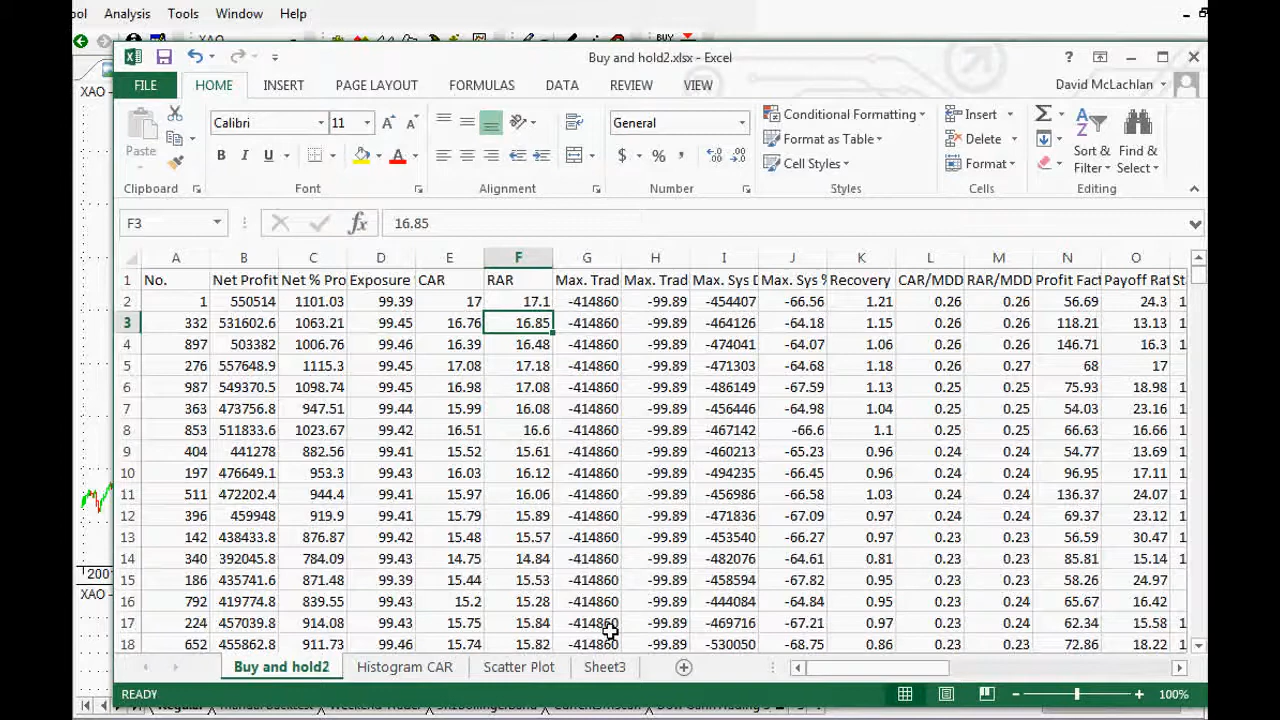 ool Analysis Tools Window Help
XAO
BUY
Buy and hold2.xlsx - Excel
?
FILE HOME INSERT PAGE LAYOUT FORMULAS DATA REVIEW VIEW David McLachlan
XAO -
Paste
Calibri 11
B I U
General
$ % ,
Conditional Formatting
Format as Table
Cell Styles
Insert
Delete
Format
Sort & Filter
Find & Select
Clipboard Font Alignment Number Styles Cells Editing
F3 fx 16.85
A B C D E F G H I J K L M N O
1 No. Net Profit Net % Pro Exposure CAR RAR Max. Trad Max. Trad Max. Sys D Max. Sys % Recovery CAR/MDD RAR/MDD Profit Fact Payoff Rat St
2 1 550514 1101.03 99.39 17 17.1 -414860 -99.89 -454407 -66.56 1.21 0.26 0.26 56.69 24.3 1
3 332 531602.6 1063.21 99.45 16.76 16.85 -414860 -99.89 -464126 -64.18 1.15 0.26 0.26 118.21 13.13 1
4 897 503382 1006.76 99.46 16.39 16.48 -414860 -99.89 -474041 -64.07 1.06 0.26 0.26 146.71 16.3 1
5 276 557648.9 1115.3 99.45 17.08 17.18 -414860 -99.89 -471303 -64.68 1.18 0.26 0.27 68 17
6 987 549370.5 1098.74 99.44 16.98 17.08 -414860 -99.89 -486149 -67.59 1.13 0.25 0.25 75.93 18.98 1
7 363 473756.8 947.51 99.44 15.99 16.08 -414860 -99.89 -456446 -64.98 1.04 0.25 0.25 54.03 23.16 1
8 853 511833.6 1023.67 99.42 16.51 16.6 -414860 -99.89 -467142 -66.6 1.1 0.25 0.25 66.63 16.66 1
9 404 441278 882.56 99.41 15.52 15.61 -414860 -99.89 -460213 -65.23 0.96 0.24 0.24 54.77 13.69 1
10 197 476649.1 953.3 99.43 16.03 16.12 -414860 -99.89 -494235 -66.45 0.96 0.24 0.24 96.95 17.11 1
11 511 472202.4 944.4 99.41 15.97 16.06 -414860 -99.89 -456986 -66.58 1.03 0.24 0.24 136.37 24.07 1
12 396 459948 919.9 99.41 15.79 15.89 -414860 -99.89 -471836 -67.09 0.97 0.24 0.24 69.37 23.12 1
13 142 438433.8 876.87 99.42 15.48 15.57 -414860 -99.89 -453540 -66.27 0.97 0.23 0.24 56.59 30.47 1
14 340 392045.8 784.09 99.43 14.75 14.84 -414860 -99.89 -482076 -64.61 0.81 0.23 0.23 85.81 15.14 1
15 186 435741.6 871.48 99.39 15.44 15.53 -414860 -99.89 -458594 -67.82 0.95 0.23 0.23 58.26 24.97
16 792 419774.8 839.55 99.43 15.2 15.28 -414860 -99.89 -444084 -64.84 0.95 0.23 0.24 65.67 16.42
17 224 457039.8 914.08 99.43 15.75 15.84 -414860 -99.89 -469716 -67.21 0.97 0.23 0.24 62.34 15.58 1
18 652 455862.8 911.73 99.46 15.74 15.82 -414860 -99.89 -530050 -68.75 0.86 0.23 0.23 72.86 18.22 1
200
XAO -
Buy and hold2 Histogram CAR Scatter Plot Sheet3
READY 100%